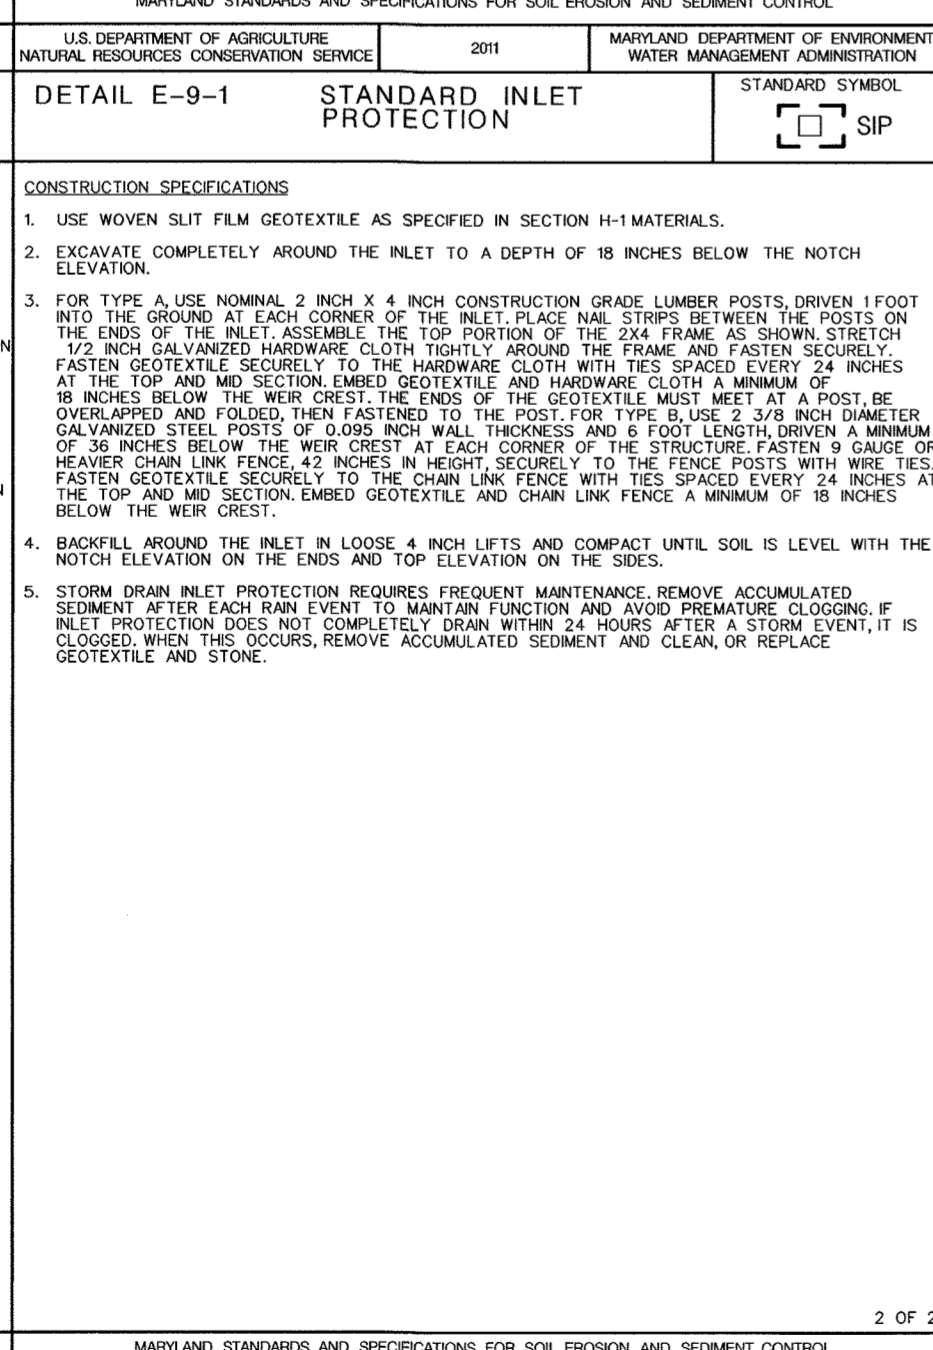 MARYLAND STANDARDS AND SPECIFICATIONS FOR SOIL EROSION AND SEDIMENT CONTROL
U.S. DEPARTMENT OF AGRICULTURE
NATURAL RESOURCES CONSERVATION SERVICE
2011
MARYLAND DEPARTMENT OF ENVIRONMENT
WATER MANAGEMENT ADMINISTRATION
DETAIL E-9-1
STANDARD INLET
PROTECTION
STANDARD SYMBOL
SIP
CONSTRUCTION SPECIFICATIONS
1. USE WOVEN SLIT FILM GEOTEXTILE AS SPECIFIED IN SECTION H-1 MATERIALS.
2. EXCAVATE COMPLETELY AROUND THE INLET TO A DEPTH OF 18 INCHES BELOW THE NOTCH
ELEVATION.
3. FOR TYPE A, USE NOMINAL 2 INCH X 4 INCH CONSTRUCTION GRADE LUMBER POSTS, DRIVEN 1 FOOT
INTO THE GROUND AT EACH CORNER OF THE INLET. PLACE NAIL STRIPS BETWEEN THE POSTS ON
THE ENDS OF THE INLET. ASSEMBLE THE TOP PORTION OF THE 2X4 FRAME AS SHOWN. STRETCH
1/2 INCH GALVANIZED HARDWARE CLOTH TIGHTLY AROUND THE FRAME AND FASTEN SECURELY.
FASTEN GEOTEXTILE SECURELY TO THE HARDWARE CLOTH WITH TIES SPACED EVERY 24 INCHES
AT THE TOP AND MID SECTION. EMBED GEOTEXTILE AND HARDWARE CLOTH A MINIMUM OF
18 INCHES BELOW THE WEIR CREST. THE ENDS OF THE GEOTEXTILE MUST MEET AT A POST, BE
OVERLAPPED AND FOLDED, THEN FASTENED TO THE POST. FOR TYPE B, USE 2 3/8 INCH DIAMETER
GALVANIZED STEEL POSTS OF 0.095 INCH WALL THICKNESS AND 6 FOOT LENGTH, DRIVEN A MINIMUM
OF 36 INCHES BELOW THE WEIR CREST AT EACH CORNER OF THE STRUCTURE. FASTEN 9 GAUGE OR
HEAVIER CHAIN LINK FENCE, 42 INCHES IN HEIGHT, SECURELY TO THE FENCE POSTS WITH WIRE TIES.
FASTEN GEOTEXTILE SECURELY TO THE CHAIN LINK FENCE WITH TIES SPACED EVERY 24 INCHES AT
THE TOP AND MID SECTION. EMBED GEOTEXTILE AND CHAIN LINK FENCE A MINIMUM OF 18 INCHES
BELOW THE WEIR CREST.
4. BACKFILL AROUND THE INLET IN LOOSE 4 INCH LIFTS AND COMPACT UNTIL SOIL IS LEVEL WITH THE
NOTCH ELEVATION ON THE ENDS AND TOP ELEVATION ON THE SIDES.
5. STORM DRAIN INLET PROTECTION REQUIRES FREQUENT MAINTENANCE. REMOVE ACCUMULATED
SEDIMENT AFTER EACH RAIN EVENT TO MAINTAIN FUNCTION AND AVOID PREMATURE CLOGGING. IF
INLET PROTECTION DOES NOT COMPLETELY DRAIN WITHIN 24 HOURS AFTER A STORM EVENT, IT IS
CLOGGED. WHEN THIS OCCURS, REMOVE ACCUMULATED SEDIMENT AND CLEAN, OR REPLACE
GEOTEXTILE AND STONE.
2 OF 2
MARYLAND STANDARDS AND SPECIFICATIONS FOR SOIL EROSION AND SEDIMENT CONTROL